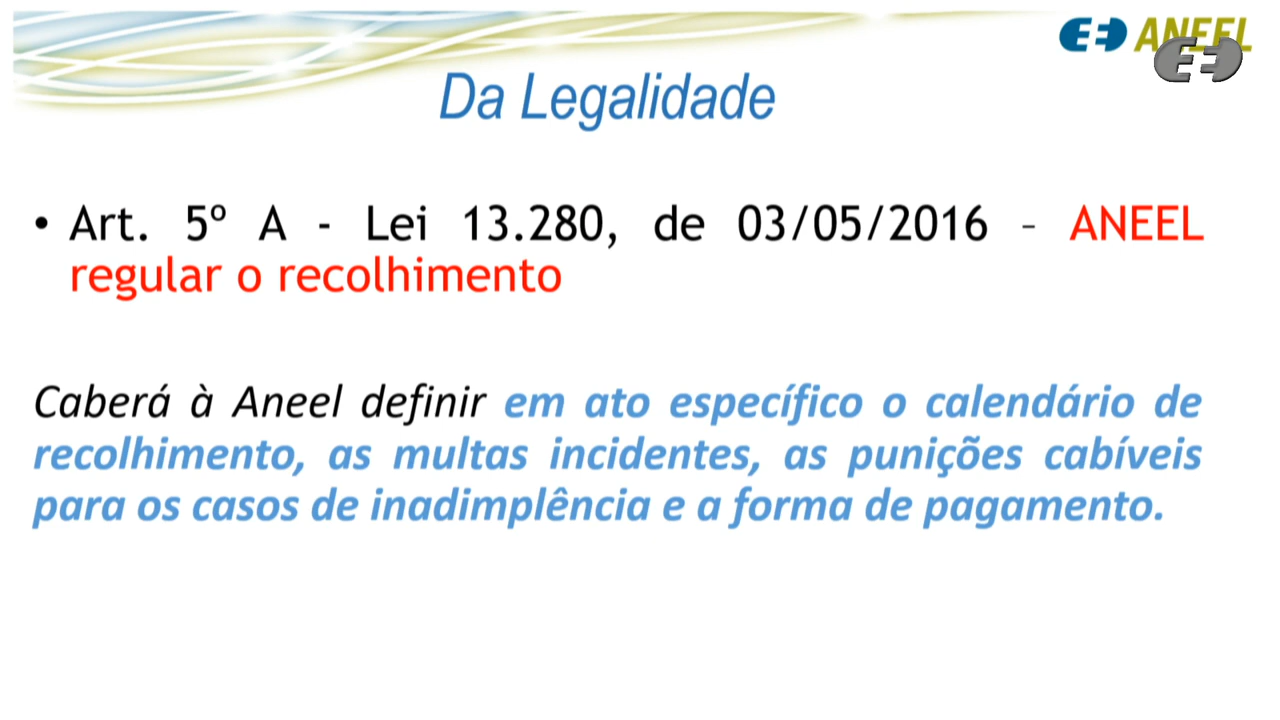 ANEEL
Da Legalidade
• Art. 5º A - Lei 13.280, de 03/05/2016 – ANEEL
regular o recolhimento
Caberá à Aneel definir em ato específico o calendário de
recolhimento, as multas incidentes, as punições cabíveis
para os casos de inadimplência e a forma de pagamento.